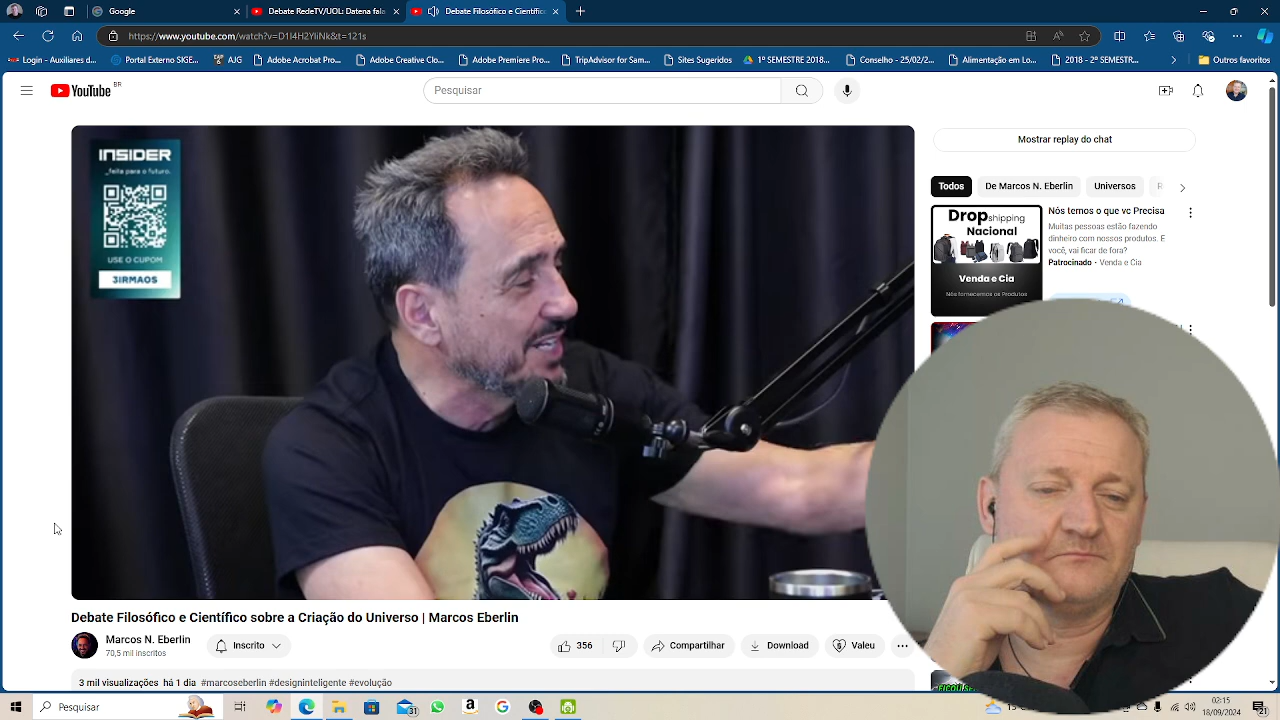 Google
Debate RedeTV/UOL: Datena fala
Debate Filosófico e Científico
https://www.youtube.com/watch?v=D1I4H2YIiNk&t=121s
Login - Auxiliares d...
Portal Externo SIGE...
AJG
Adobe Acrobat Pro...
Adobe Creative Clo...
Adobe Premiere Pro...
TripAdvisor for Sam...
Sites Sugeridos
1º SEMESTRE 2018...
Conselho - 25/02/2...
Alimentação em Lo...
2018 - 2º SEMESTR...
Outros favoritos
YouTube BR
Pesquisar
Mostrar replay do chat
INSIDER
_feita para o futuro.
USE O CUPOM
3IRMAOS
Todos
De Marcos N. Eberlin
Universos
Dropshipping
Nacional
Venda e Cia
Nós fornecemos os Produtos
Nós temos o que vc Precisa
Muitas pessoas estão fazendo
dinheiro com nossos produtos. E
você, vai ficar de fora?
Patrocinado · Venda e Cia
Debate Filosófico e Científico sobre a Criação do Universo | Marcos Eberlin
Marcos N. Eberlin
70,5 mil inscritos
Inscrito
356
Compartilhar
Download
Valeu
3 mil visualizações há 1 dia #marcoseberlin #designinteligente #evolução
Pesquisar
31
02:15
18/09/2024